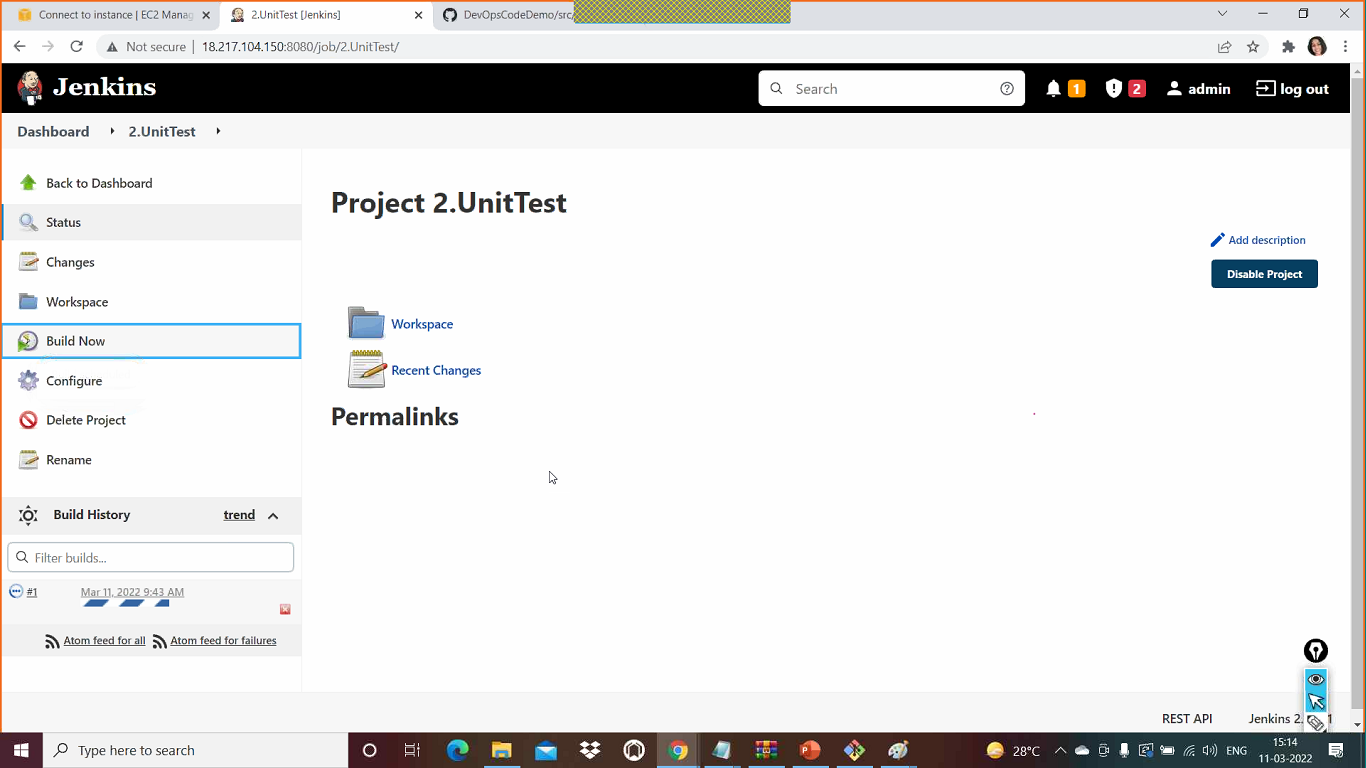 Connect to instance | EC2 Manag
2.UnitTest [Jenkins]
DevOpsCodeDemo/src/
Not secure | 18.217.104.150:8080/job/2.UnitTest/
Jenkins
Search
1
2
admin
log out
Dashboard
2.UnitTest
Back to Dashboard
Status
Changes
Workspace
Build Now
Configure
Delete Project
Rename
Build History
trend
Filter builds...
#1
Mar 11, 2022 9:43 AM
Atom feed for all
Atom feed for failures
Project 2.UnitTest
Add description
Disable Project
Workspace
Recent Changes
Permalinks
REST API
Jenkins 2.
Type here to search
28°C
ENG
15:14
11-03-2022